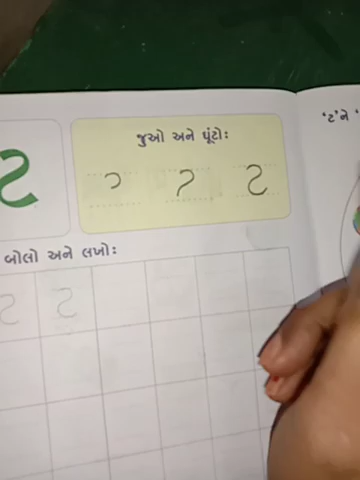 'ટ'ને '
જુઓ અને ઘૂંટો:
ટ
ટ
બોલો અને લખો:
ટ ટ